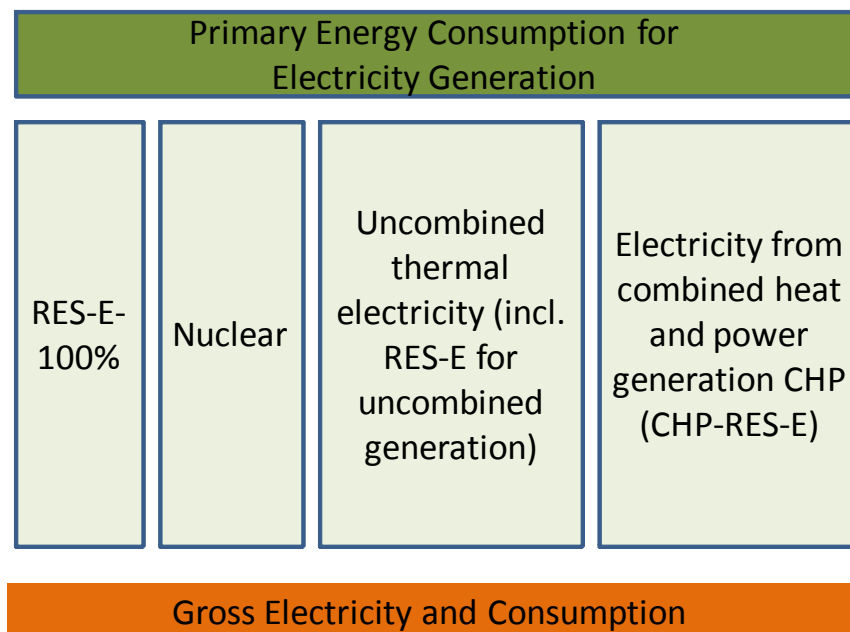 Primary Energy Consumption for
Electricity Generation
RES-E-
100%
Nuclear
Uncombined
thermal
electricity (incl.
RES-E for
uncombined
generation)
Electricity from
combined heat
and power
generation CHP
(CHP-RES-E)
Gross Electricity and Consumption